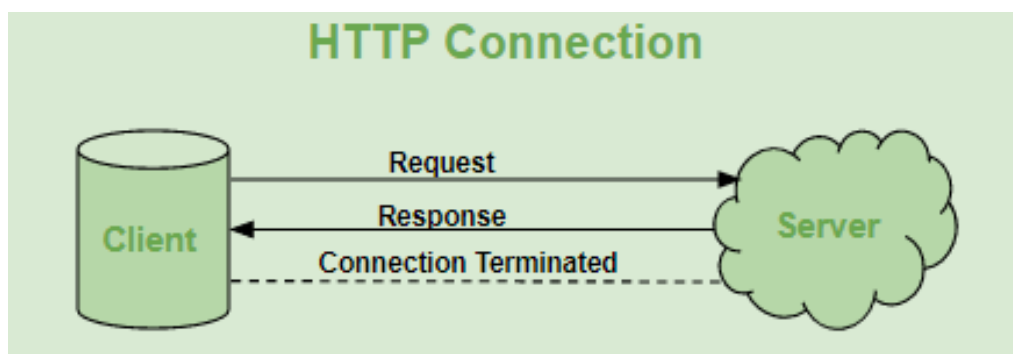 HTTP Connection
Request
Response
Client
Server
Connection Terminated